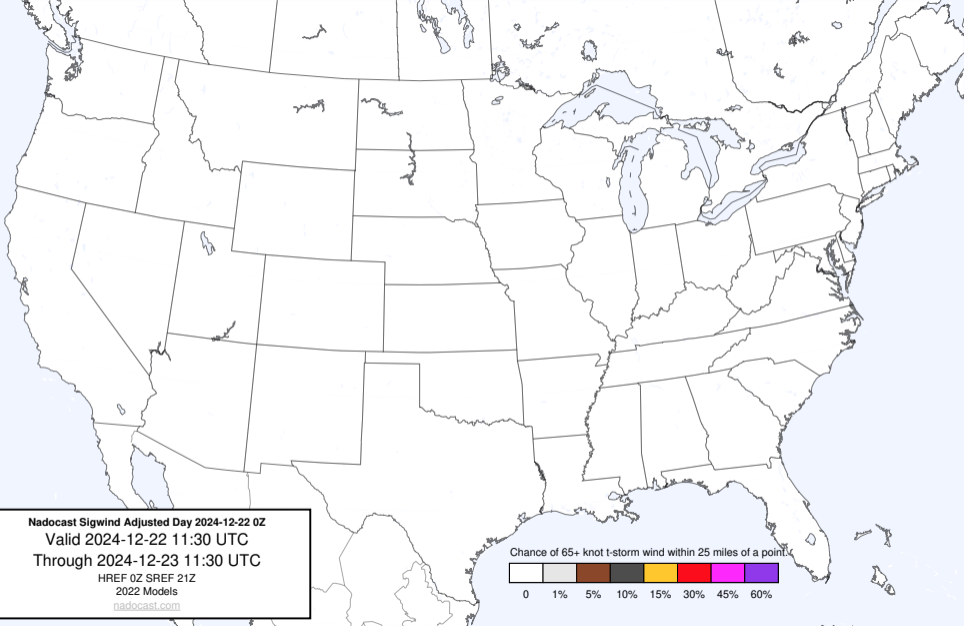 Nadocast Sigwind Adjusted Day 2024-12-22 0Z
Valid 2024-12-22 11:30 UTC
Through 2024-12-23 11:30 UTC
HREF 0Z SREF 21Z
2022 Models
nadocast.com
Chance of 65+ knot t-storm wind within 25 miles of a point.
0 1% 5% 10% 15% 30% 45% 60%